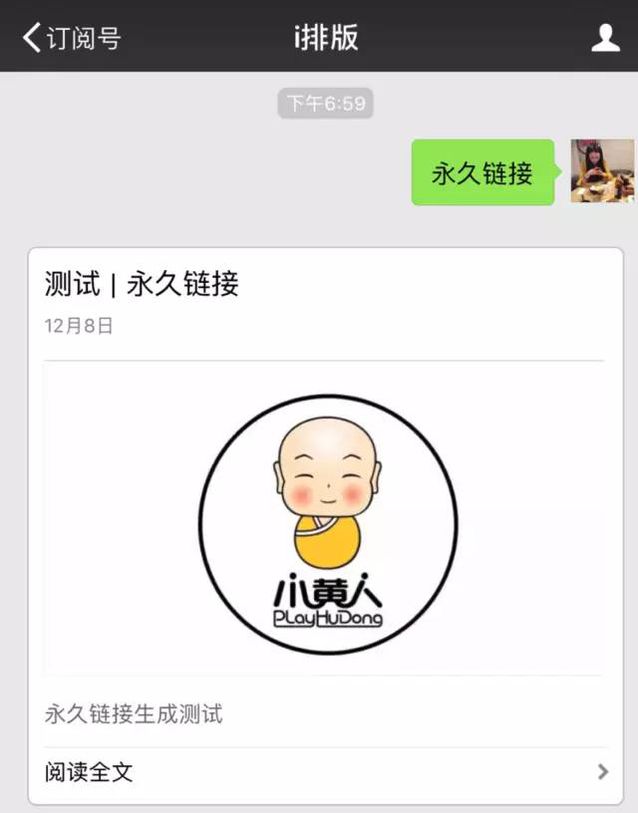 订阅号
i排版
下午6:59
永久链接
测试 | 永久链接
12月8日
小黄人
PLayHuDong
永久链接生成测试
阅读全文